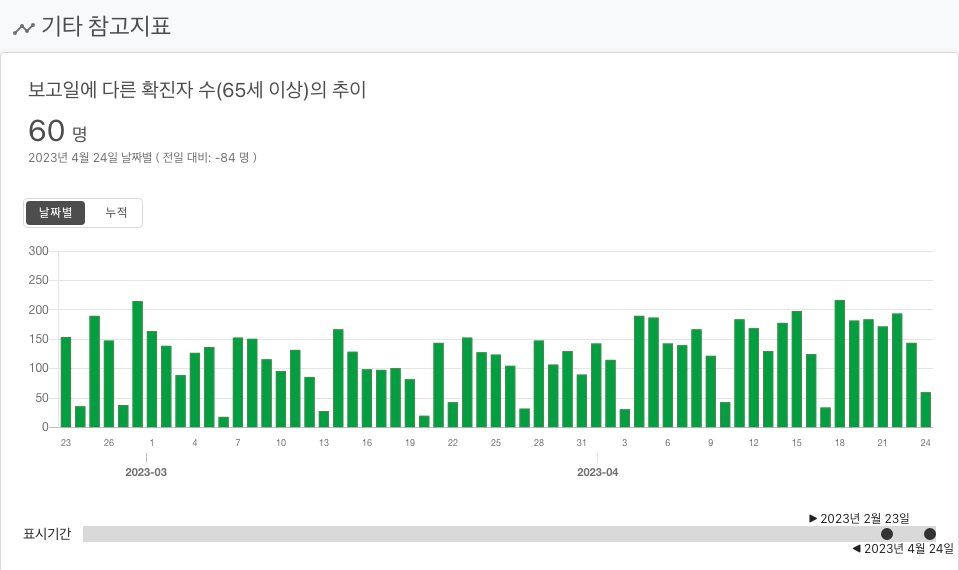 기타 참고지표
보고일에 다른 확진자 수(65세 이상)의 추이
60 명
2023년 4월 24일 날짜별 ( 전일 대비: -84 명 )
날짜별 누적
300
250
200
150
100
50
0
23 26 1 4 7 10 13 16 19 22 25 28 31 3 6 9 12 15 18 21 24
2023-03 2023-04
▶ 2023년 2월 23일
표시기간
◀ 2023년 4월 24일